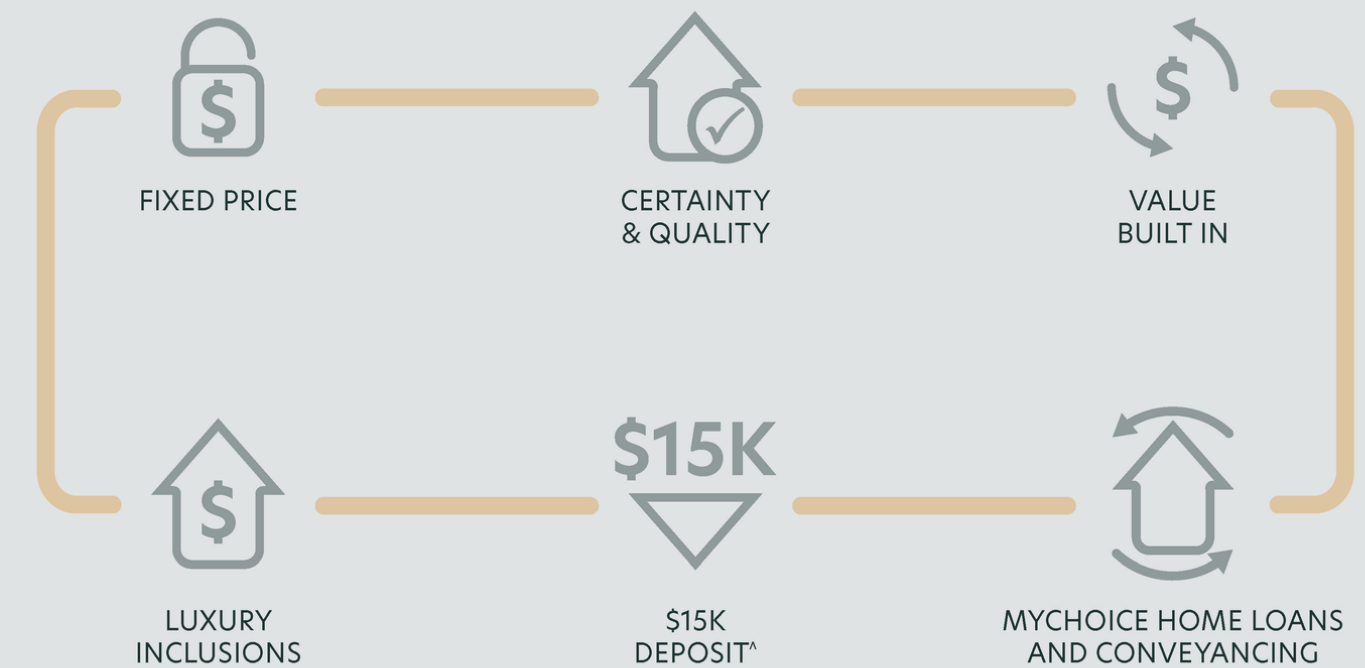 FIXED PRICE
CERTAINTY
& QUALITY
VALUE
BUILT IN
$
$
$15K
$
LUXURY
INCLUSIONS
$15K
DEPOSIT^
MYCHOICE HOME LOANS
AND CONVEYANCING